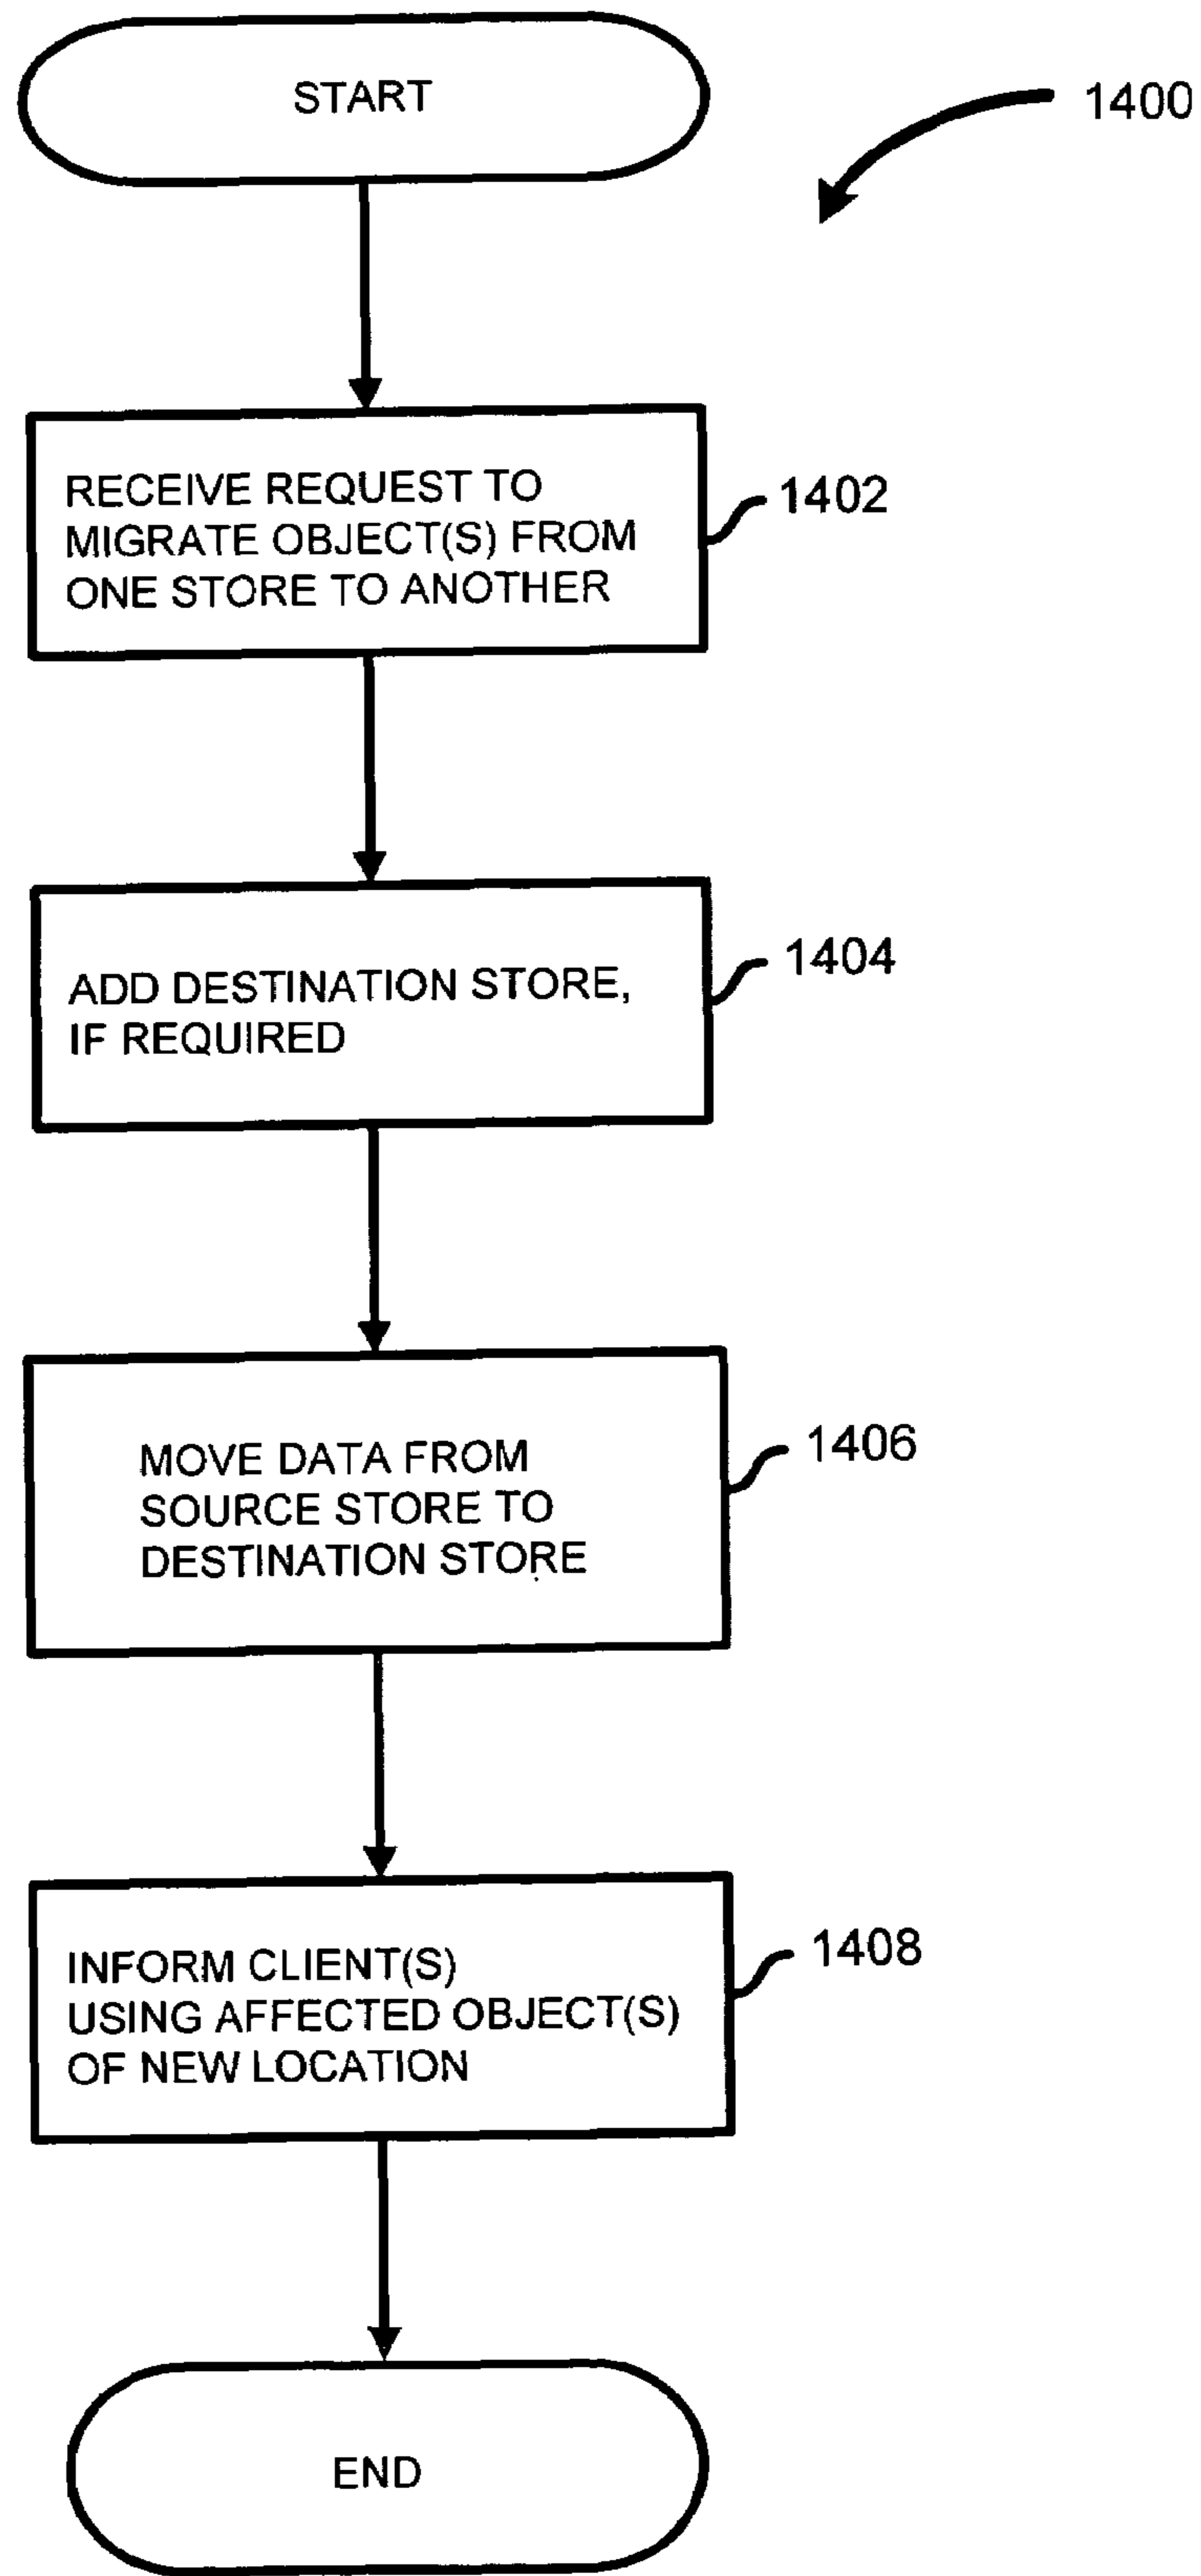 START
1400
RECEIVE REQUEST TO
MIGRATE OBJECT(S) FROM
ONE STORE TO ANOTHER
1402
ADD DESTINATION STORE,
IF REQUIRED
1404
MOVE DATA FROM
SOURCE STORE TO
DESTINATION STORE
1406
INFORM CLIENT(S)
USING AFFECTED OBJECT(S)
OF NEW LOCATION
1408
END